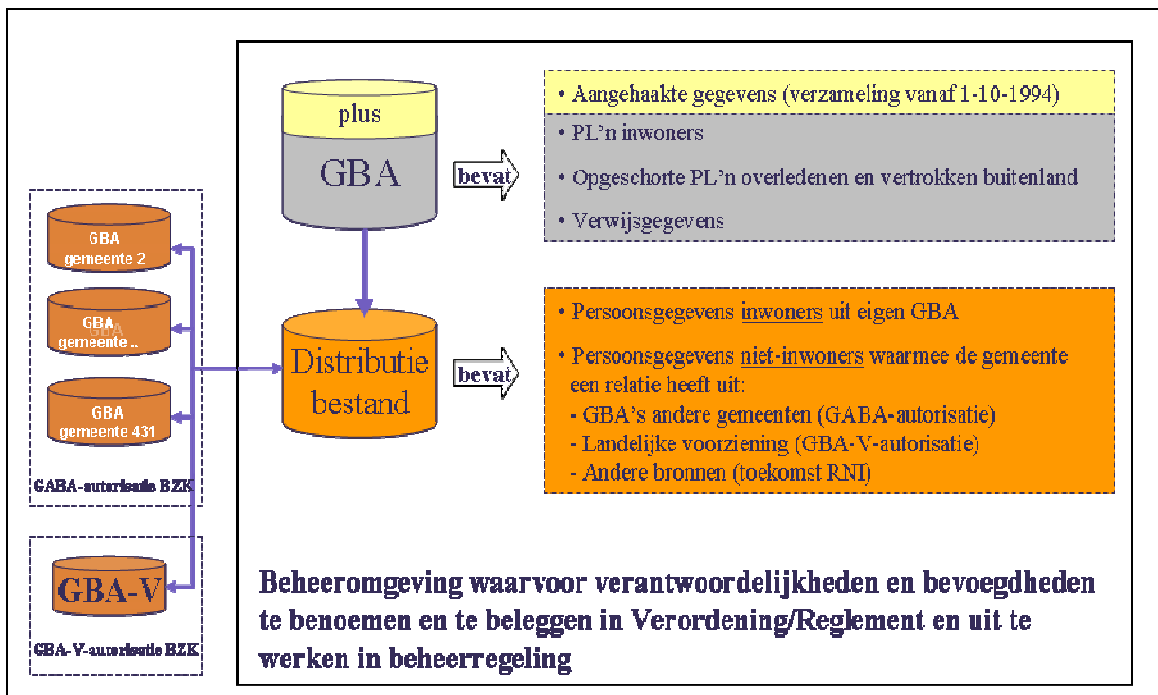 plus
GBA
bevat
• Aangehaakte gegevens (verzameling vanaf 1-10-1994)
• PL'n inwoners
• Opgeschorte PL'n overledenen en vertrokken buitenland
• Verwijsgegevens
GBA
gemeente 2
GBA
gemeente ..
GBA
gemeente 431
GABA-autorisatie BZK
GBA-V
GBA-V-autorisatie BZK
Distributie
bestand
bevat
• Persoonsgegevens inwoners uit eigen GBA
• Persoonsgegevens niet-inwoners waarmee de gemeente
een relatie heeft uit:
- GBA's andere gemeenten (GABA-autorisatie)
- Landelijke voorziening (GBA-V-autorisatie)
- Andere bronnen (toekomst RNI)
Beheeromgeving waarvoor verantwoordelijkheden en bevoegdheden
te benoemen en te beleggen in Verordening/Reglement en uit te
werken in beheerregeling